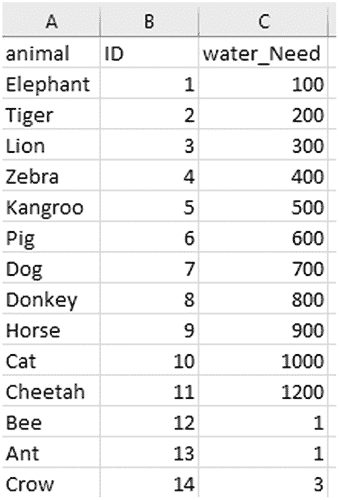 A B C
animal ID water_Need
Elephant 1 100
Tiger 2 200
Lion 3 300
Zebra 4 400
Kangroo 5 500
Pig 6 600
Dog 7 700
Donkey 8 800
Horse 9 900
Cat 10 1000
Cheetah 11 1200
Bee 12 1
Ant 13 1
Crow 14 3